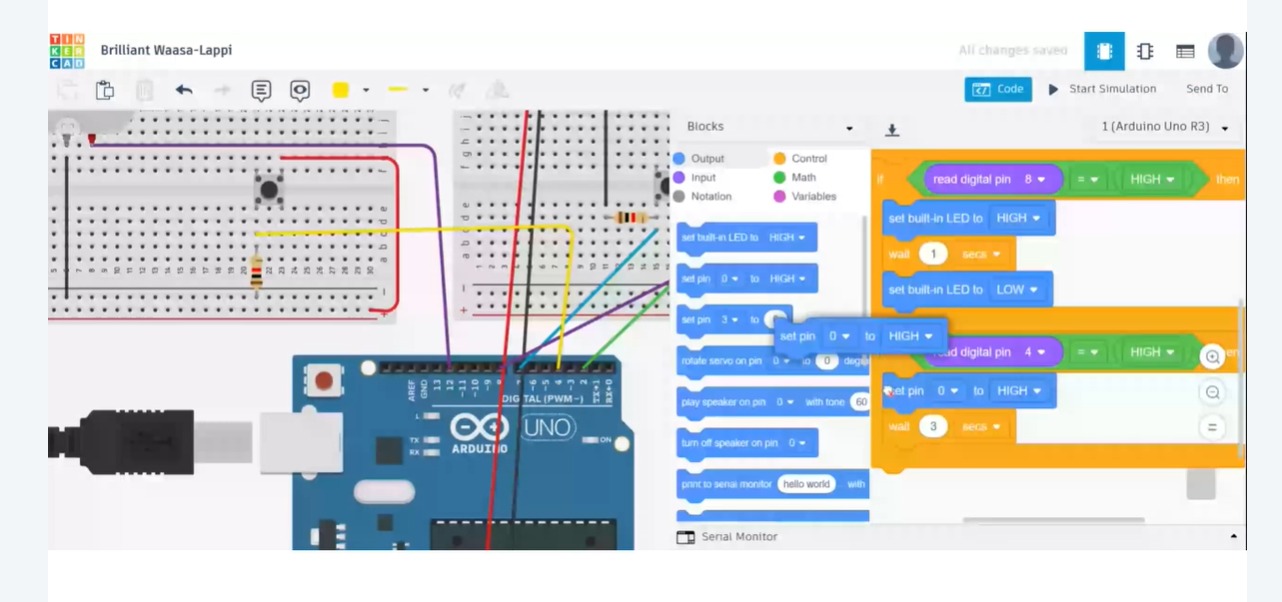 TIN
KER
CAD
Brilliant Waasa-Lappi
All changes saved
Code
Start Simulation
Send To
Blocks
1 (Arduino Uno R3)
Output
Control
Input
Math
Notation
Variables
set built-in LED to HIGH
set pin 0 to HIGH
set pin 3 to
rotate servo on pin 0
play speaker on pin 0 with tone 60
turn off speaker on pin 0
print to serial monitor hello world with
if read digital pin 8 = HIGH then
set built-in LED to HIGH
wait 1 secs
set built-in LED to LOW
set pin 0 to HIGH
digital pin 4 = HIGH
set pin 0 to HIGH
wait 3 secs
AREF
GND
13
12
~11
~10
~9
DIGITAL (PWM~)
~6
~5
4
~3
2
TX→1
RX←0
L
TX
RX
ON
UNO
ARDUINO
Serial Monitor